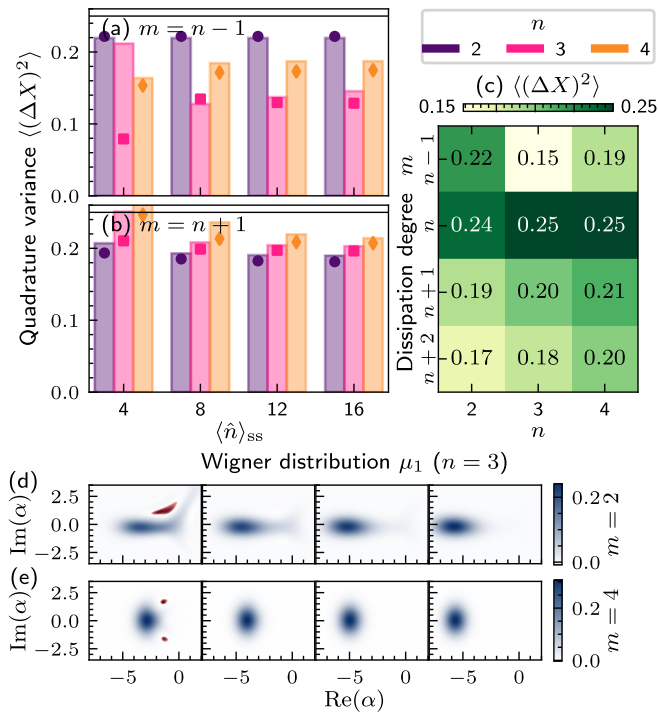 (a) m = n − 1
0.2
0.1
0.0
Quadrature variance ⟨(ΔX)²⟩
(b) m = n + 1
0.2
0.1
0.0
4 8 12 16
⟨n̂⟩ss
n
2 3 4
(c) ⟨(ΔX)²⟩
0.15 0.25
Dissipation degree m
n − 1 0.22 0.15 0.19
n 0.24 0.25 0.25
n + 1 0.19 0.20 0.21
n + 2 0.17 0.18 0.20
2 3 4
n
Wigner distribution μ₁ (n = 3)
(d)
Im(α)
2.5
0.0
−2.5
0.2
0.0
m = 2
(e)
Im(α)
2.5
0.0
−2.5
0.2
0.0
m = 4
−5 0 −5 0 −5 0 −5 0
Re(α)